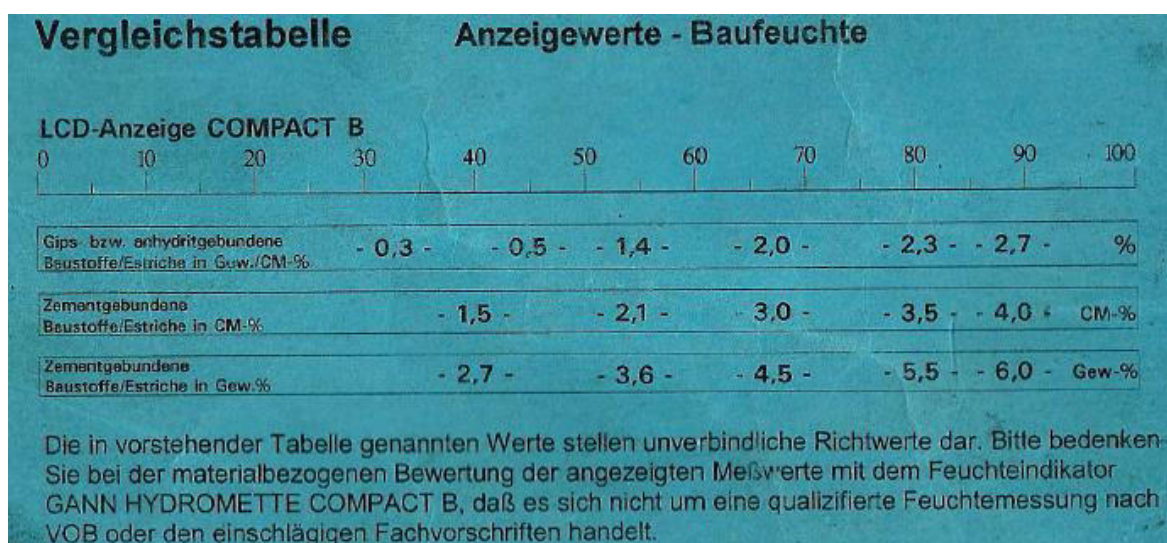 Vergleichstabelle Anzeigewerte - Baufeuchte
LCD-Anzeige COMPACT B
0 10 20 30 40 50 60 70 80 90 100
Gips- bzw. anhydritgebundene
Baustoffe/Estriche in Gew./CM-% - 0,3 - - 0,5 - - 1,4 - - 2,0 - - 2,3 - - 2,7 - %
Zementgebundene
Baustoffe/Estriche in CM-% - 1,5 - - 2,1 - - 3,0 - - 3,5 - - 4,0 - CM-%
Zementgebundene
Baustoffe/Estriche in Gew.% - 2,7 - - 3,6 - - 4,5 - - 5,5 - - 6,0 - Gew-%
Die in vorstehender Tabelle genannten Werte stellen unverbindliche Richtwerte dar. Bitte bedenken
Sie bei der materialbezogenen Bewertung der angezeigten Meßwerte mit dem Feuchteindikator
GANN HYDROMETTE COMPACT B, daß es sich nicht um eine qualizifierte Feuchtemessung nach
VOB oder den einschlägigen Fachvorschriften handelt.